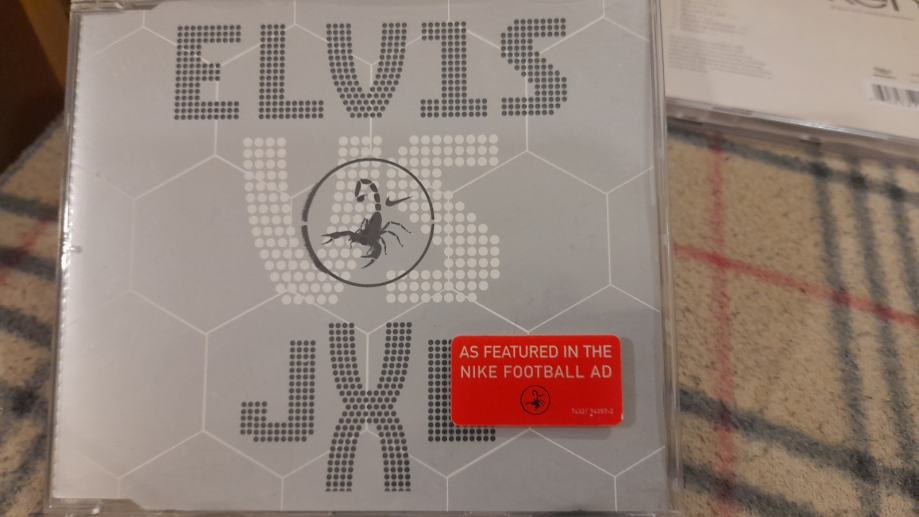 ELVIS
VS
JXL
AS FEATURED IN THE
NIKE FOOTBALL AD